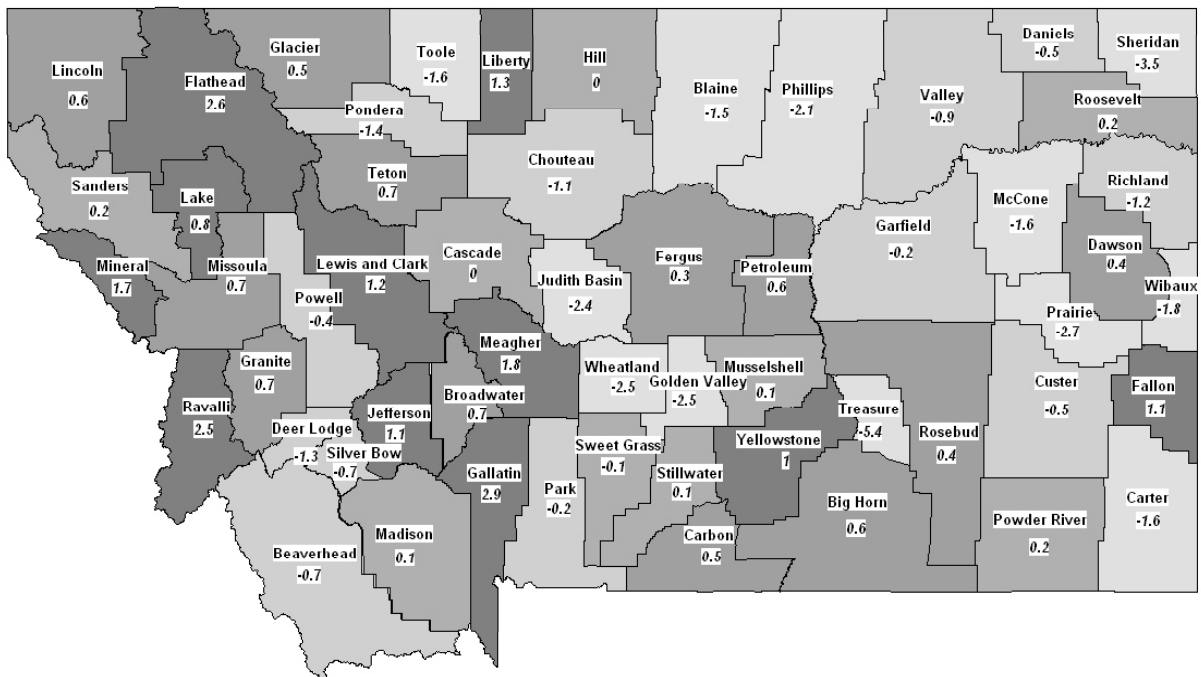 Lincoln
0.6
Flathead
2.6
Glacier
0.5
Toole
-1.6
Liberty
1.3
Hill
0
Blaine
-1.5
Phillips
-2.1
Valley
-0.9
Daniels
-0.5
Sheridan
-3.5
Roosevelt
0.2
Pondera
-1.4
Teton
0.7
Chouteau
-1.1
Sanders
0.2
Lake
0.8
Richland
-1.2
McCone
-1.6
Garfield
-0.2
Dawson
0.4
Wibaux
-1.8
Mineral
1.7
Missoula
0.7
Lewis and Clark
1.2
Cascade
0
Fergus
0.3
Petroleum
0.6
Judith Basin
-2.4
Powell
-0.4
Prairie
-2.7
Meagher
1.8
Granite
0.7
Wheatland
-2.5
Golden Valley
-2.5
Musselshell
0.1
Custer
-0.5
Fallon
1.1
Ravalli
2.5
Jefferson
1.1
Broadwater
0.7
Treasure
-5.4
Deer Lodge
-1.3
Silver Bow
-0.7
Gallatin
2.9
Sweet Grass
-0.1
Yellowstone
1
Rosebud
0.4
Park
-0.2
Stillwater
0.1
Big Horn
0.6
Carter
-1.6
Powder River
0.2
Madison
0.1
Carbon
0.5
Beaverhead
-0.7